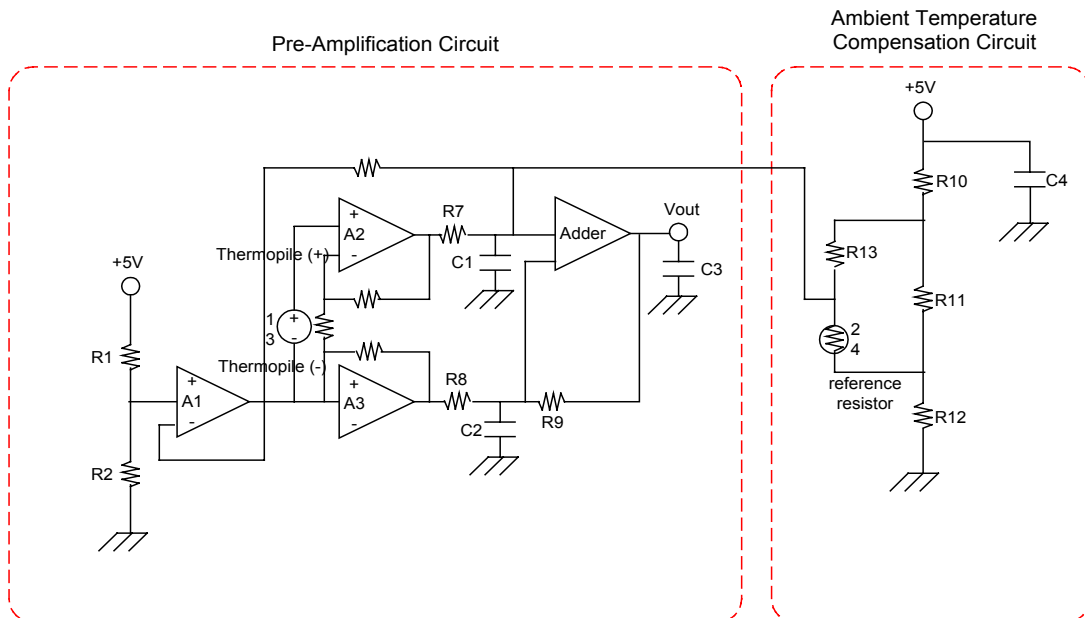 Pre-Amplification Circuit
Ambient Temperature
Compensation Circuit
+5V
R10
C4
R7
+
A2
-
Adder
Vout
Thermopile (+)
C1
C3
R13
+5V
R11
1
+
3
-
2
4
R1
Thermopile (-)
reference
resistor
+
A1
-
+
A3
-
R8
C2
R9
R12
R2